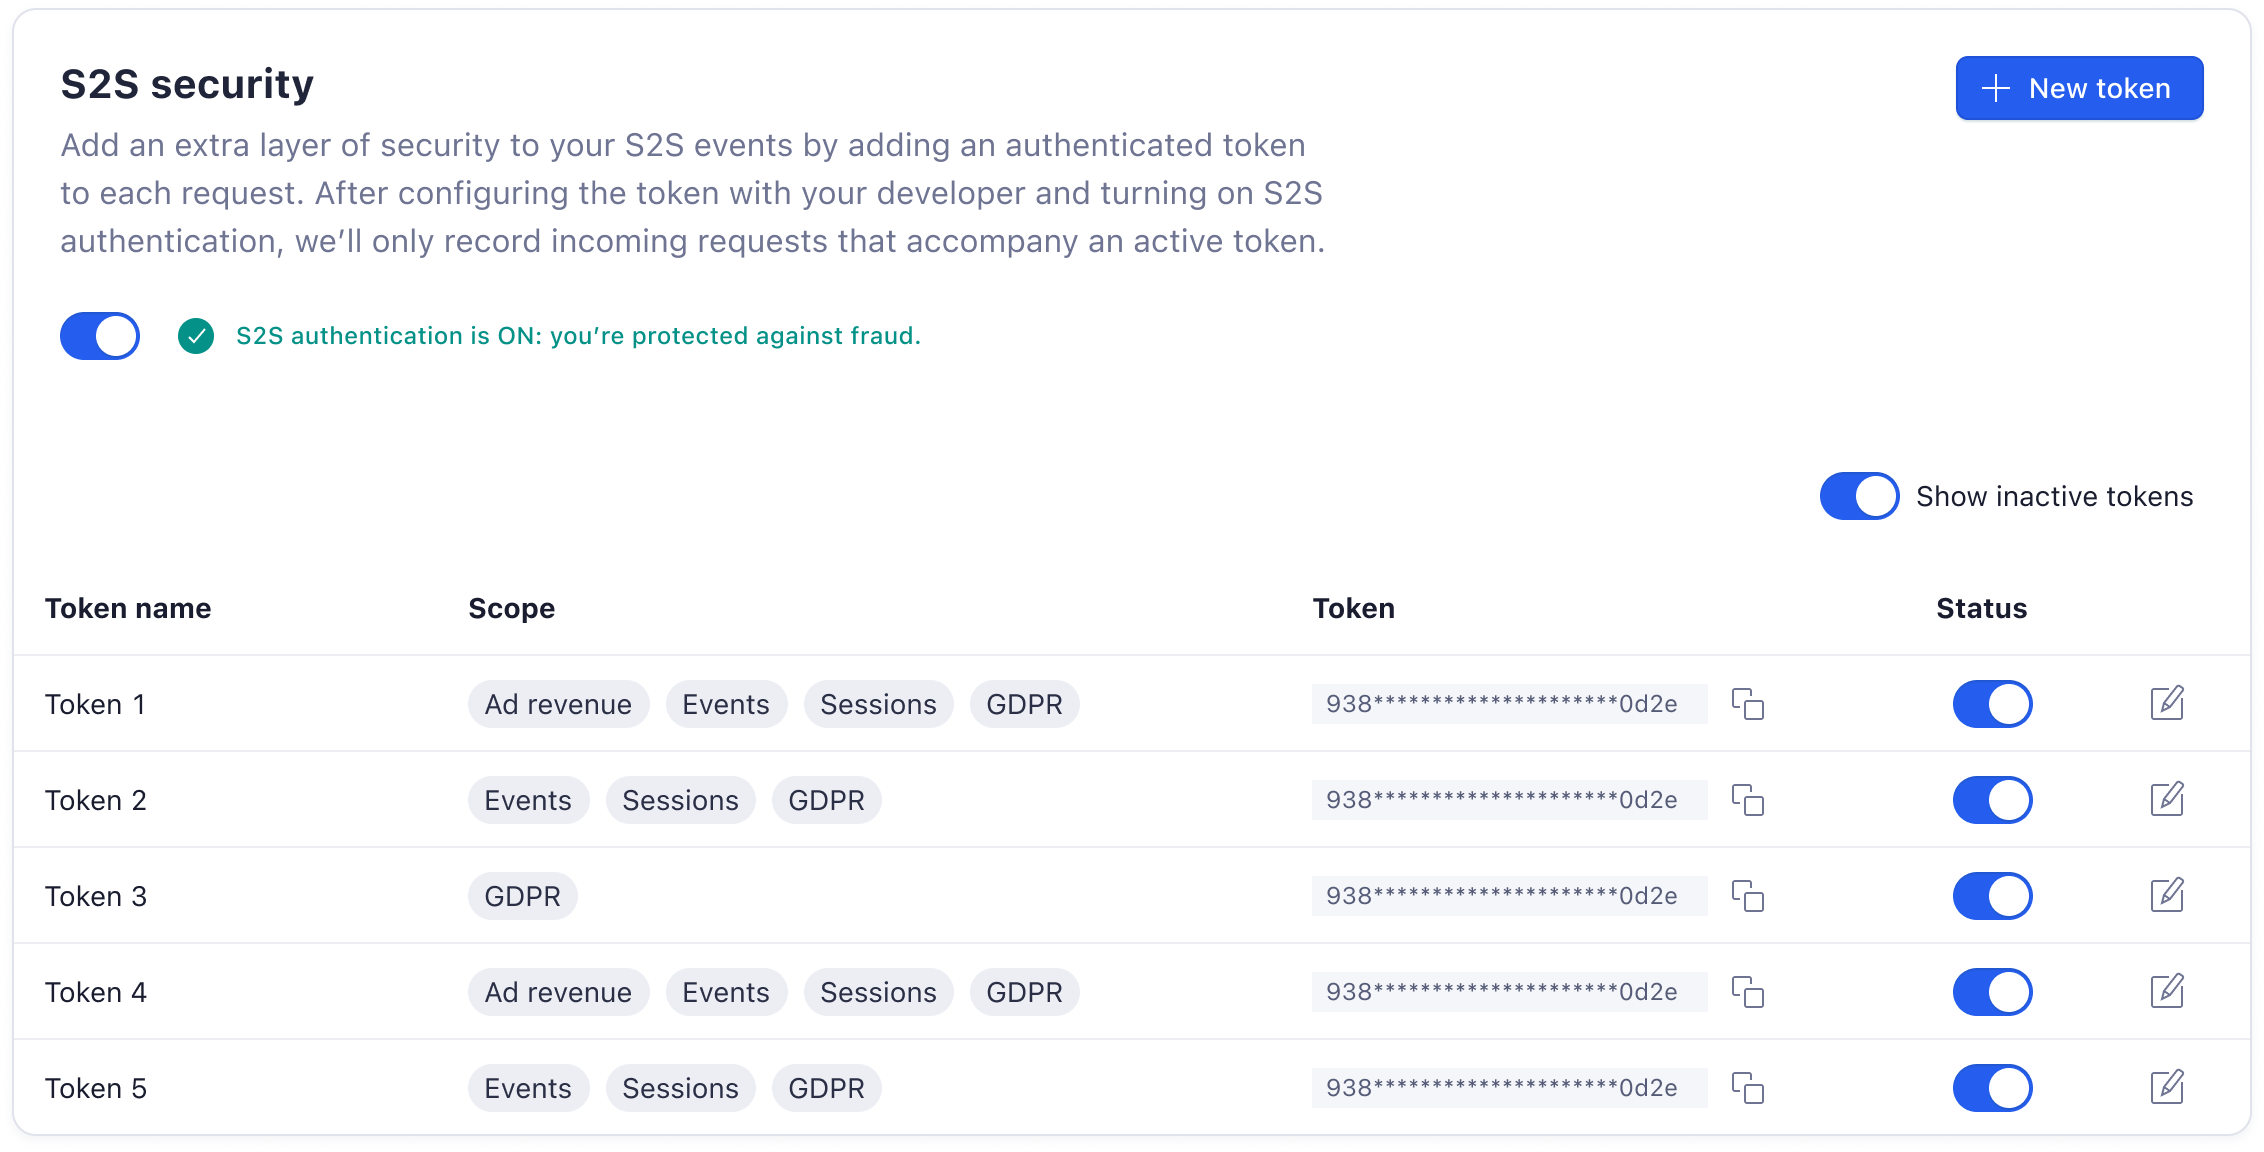 S2S security
New token
Add an extra layer of security to your S2S events by adding an authenticated token
to each request. After configuring the token with your developer and turning on S2S
authentication, we’ll only record incoming requests that accompany an active token.
S2S authentication is ON: you’re protected against fraud.
Show inactive tokens
Token name Scope Token Status
Token 1 Ad revenue Events Sessions GDPR 938*********************0d2e
Token 2 Events Sessions GDPR 938*********************0d2e
Token 3 GDPR 938*********************0d2e
Token 4 Ad revenue Events Sessions GDPR 938*********************0d2e
Token 5 Events Sessions GDPR 938*********************0d2e